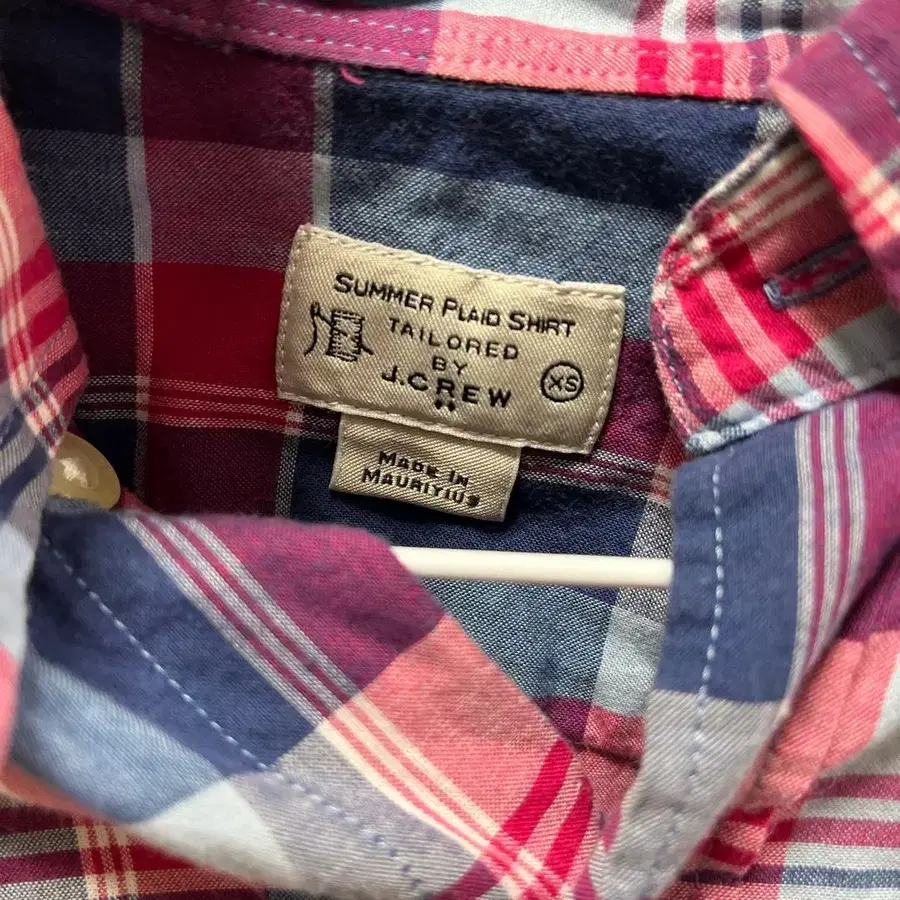 SUMMER PLAID SHIRT
TAILORED
BY
J.CREW
XS
MADE IN
MAURITIUS